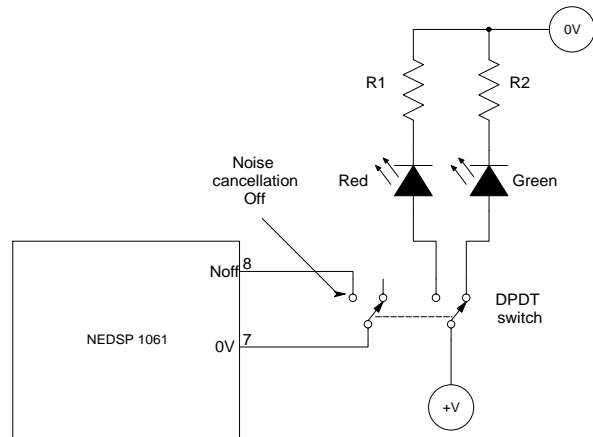 0V
R1
R2
Noise
cancellation
Off
Red
Green
Noff
8
DPDT
switch
NEDSP 1061
0V
7
+V